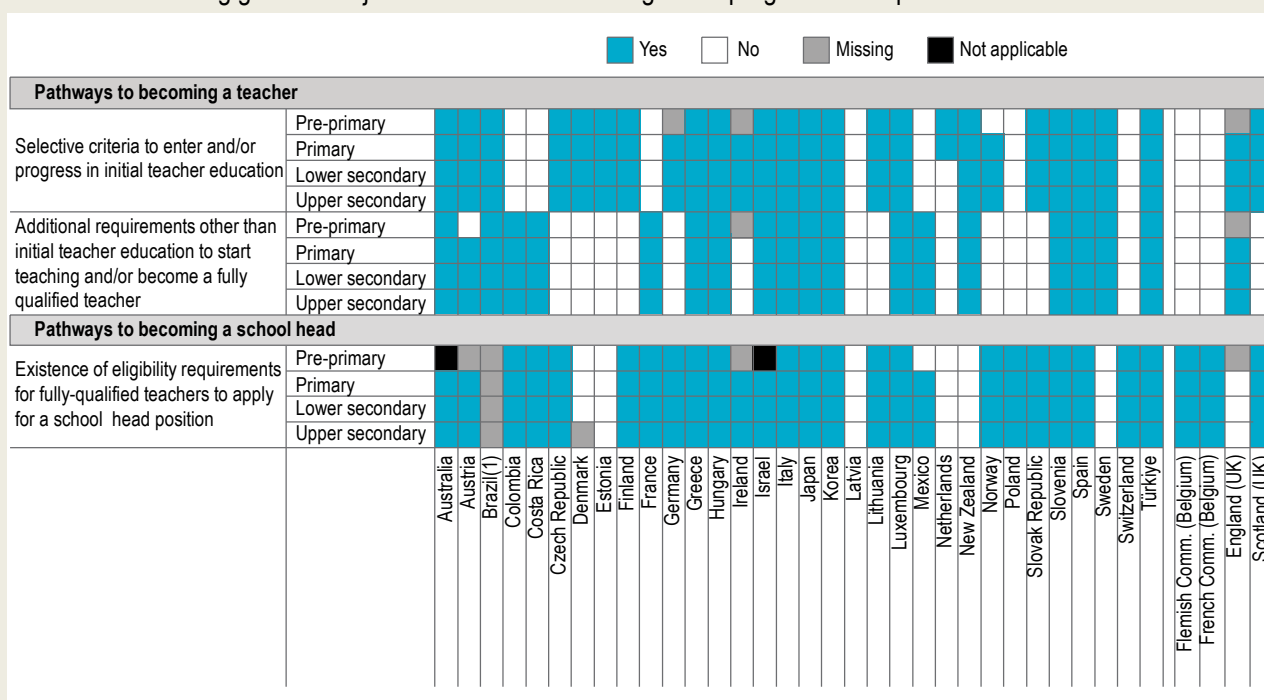 Yes No Missing Not applicable
Pathways to becoming a teacher
Selective criteria to enter and/or
progress in initial teacher education
Pre-primary
Primary
Lower secondary
Upper secondary
Additional requirements other than
initial teacher education to start
teaching and/or become a fully
qualified teacher
Pre-primary
Primary
Lower secondary
Upper secondary
Pathways to becoming a school head
Existence of eligibility requirements
for fully-qualified teachers to apply
for a school head position
Pre-primary
Primary
Lower secondary
Upper secondary
Australia
Austria
Brazil(1)
Colombia
Costa Rica
Czech Republic
Denmark
Estonia
Finland
France
Germany
Greece
Hungary
Ireland
Israel
Italy
Japan
Korea
Latvia
Lithuania
Luxembourg
Mexico
Netherlands
New Zealand
Norway
Poland
Slovak Republic
Slovenia
Spain
Sweden
Switzerland
Türkiye
Flemish Comm. (Belgium)
French Comm. (Belgium)
England (UK)
Scotland (UK)